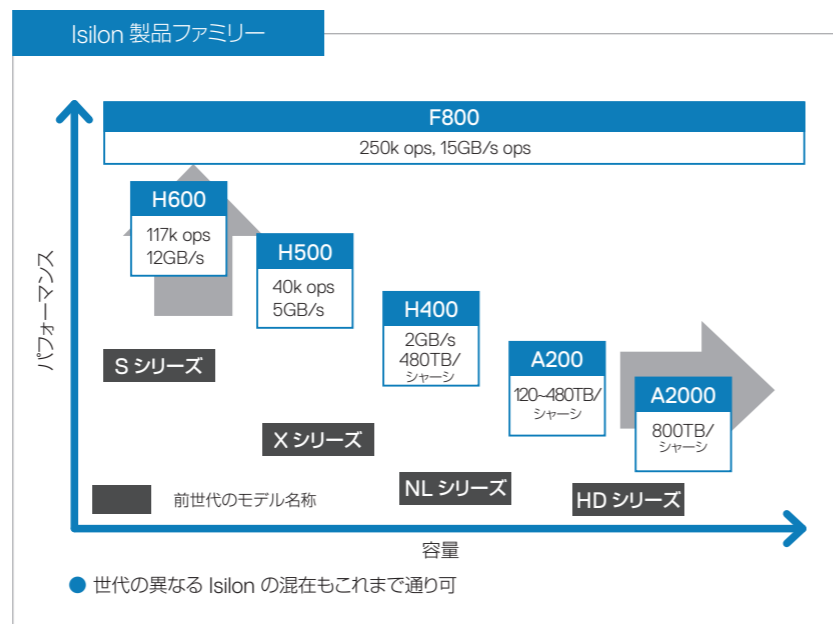 Isilon 製品ファミリー
F800
250k ops, 15GB/s ops
H600
117k ops
12GB/s
H500
40k ops
5GB/s
H400
2GB/s
480TB/
シャーシ
A200
120~480TB/
シャーシ
A2000
800TB/
シャーシ
パフォーマンス
S シリーズ
X シリーズ
NL シリーズ
HD シリーズ
前世代のモデル名称
容量
● 世代の異なる Isilon の混在もこれまで通り可